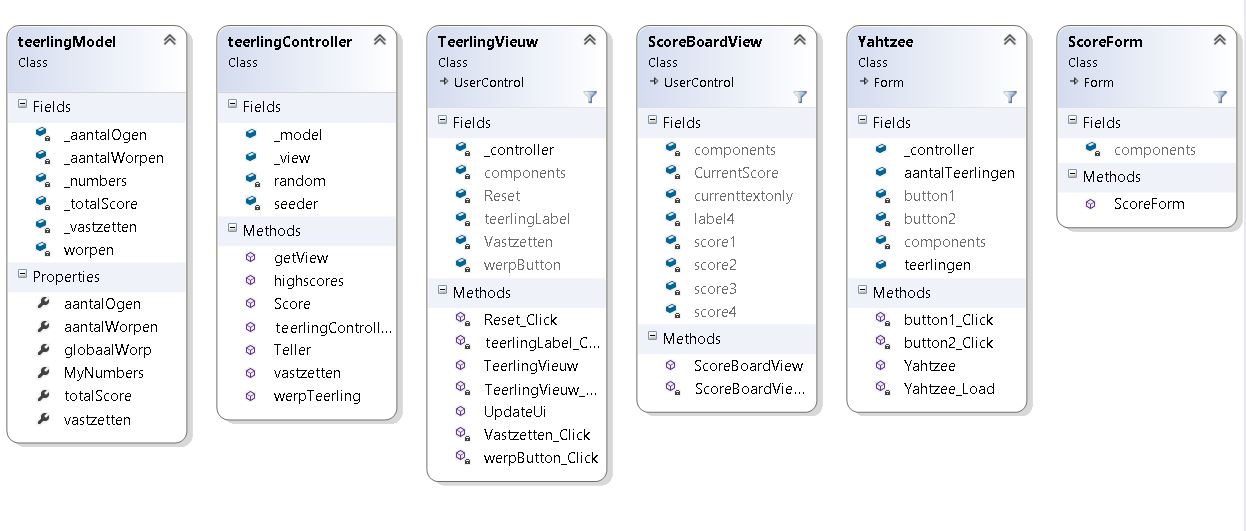 teerlingModel
Class
Fields
_aantalOgen
_aantalWorpen
_numbers
_totalScore
_vastzetten
worpen
Properties
aantalOgen
aantalWorpen
globaalWorp
MyNumbers
totalScore
vastzetten
teerlingController
Class
Fields
_model
_view
random
seeder
Methods
getView
highscores
Score
teerlingControll...
Teller
vastzetten
werpTeerling
TeerlingVieuw
Class
UserControl
Fields
_controller
components
Reset
teerlingLabel
Vastzetten
werpButton
Methods
Reset_Click
teerlingLabel_C...
TeerlingVieuw
TeerlingVieuw_...
UpdateUi
Vastzetten_Click
werpButton_Click
ScoreBoardView
Class
UserControl
Fields
components
CurrentScore
currenttextonly
label4
score1
score2
score3
score4
Methods
ScoreBoardView
ScoreBoardVie...
Yahtzee
Class
Form
Fields
_controller
aantalTeerlingen
button1
button2
components
teerlingen
Methods
button1_Click
button2_Click
Yahtzee
Yahtzee_Load
ScoreForm
Class
Form
Fields
components
Methods
ScoreForm